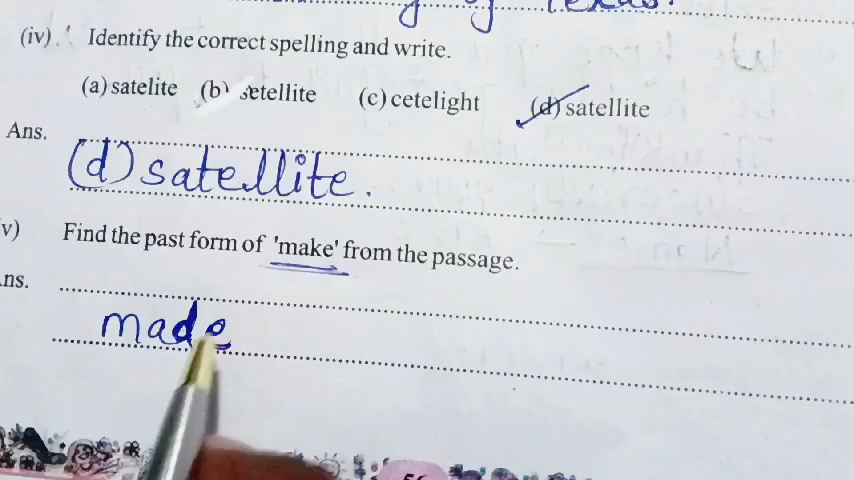 (iv). Identify the correct spelling and write.
(a) satelite (b) setellite (c) cetelight (d) satellite
Ans.
(d) satellite.
v) Find the past form of 'make' from the passage.
ns.
made